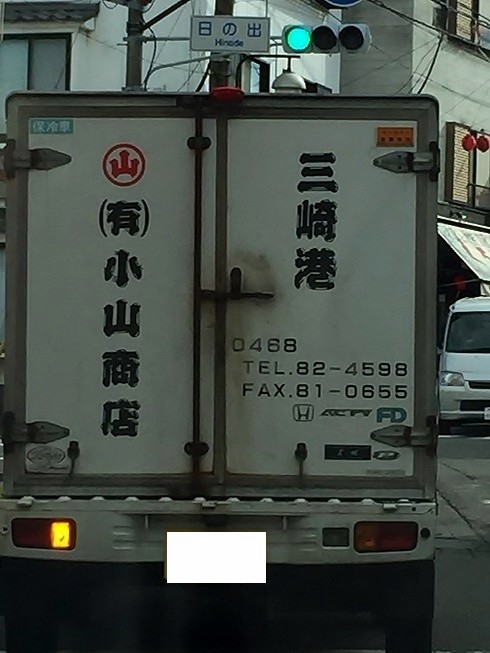 日の出
Hinode
保冷車
山
㈲小山商店
三崎港
0468
TEL.82-4598
FAX.81-0655
ACTY FD